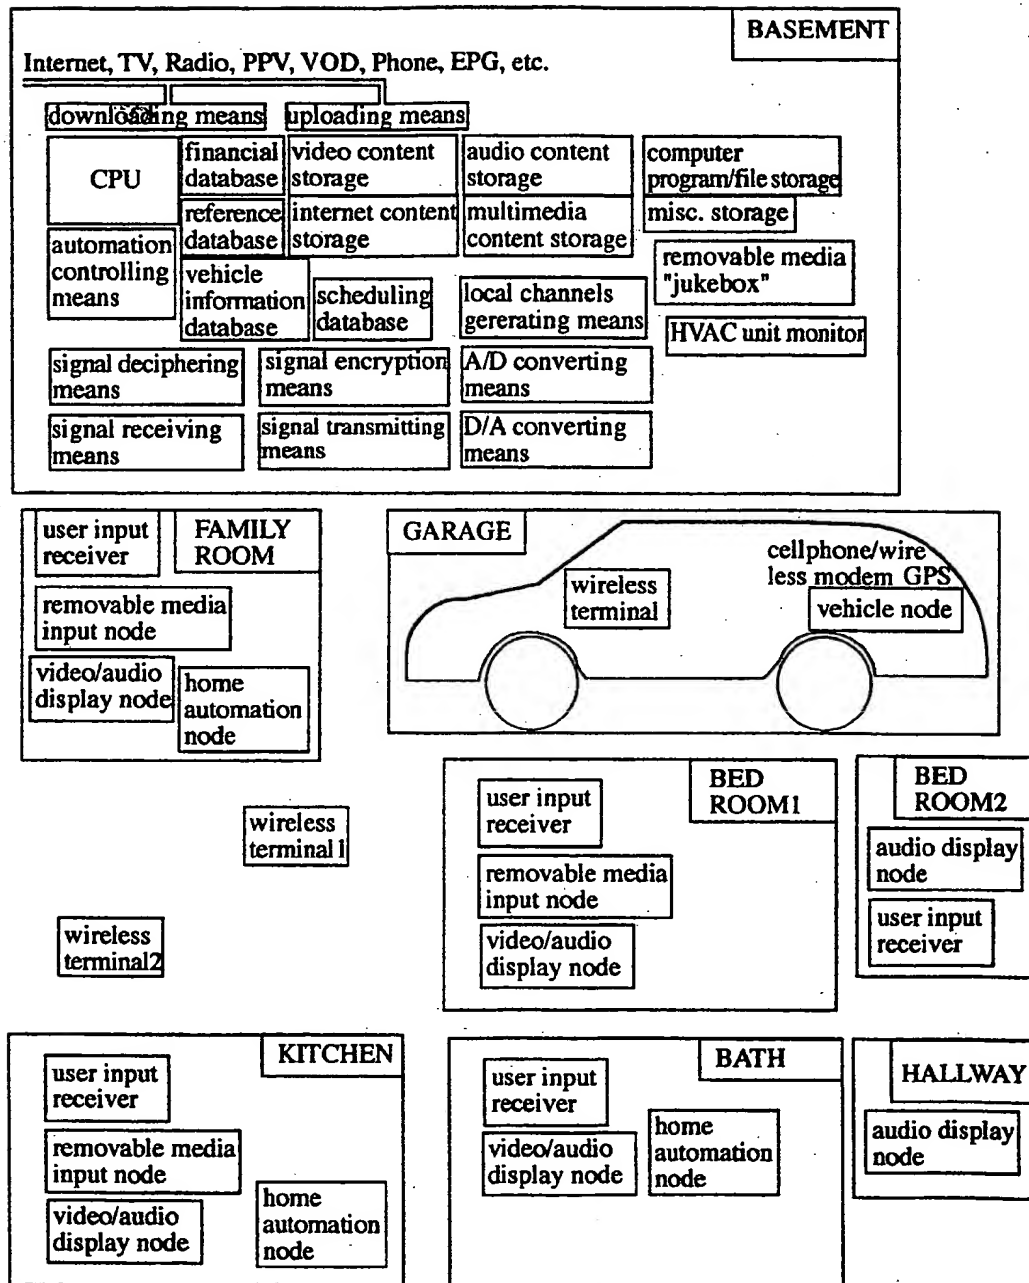 BASEMENT
Internet, TV, Radio, PPV, VOD, Phone, EPG, etc.
downloading means
uploading means
CPU
financial
database
video content
storage
audio content
storage
computer
program/file storage
reference
database
internet content
storage
multimedia
content storage
misc. storage
automation
controlling
means
vehicle
information
database
scheduling
database
local channels
gererating means
removable media
"jukebox"
HVAC unit monitor
signal deciphering
means
signal encryption
means
A/D converting
means
signal receiving
means
signal transmitting
means
D/A converting
means
user input
receiver
FAMILY
ROOM
removable media
input node
video/audio
display node
home
automation
node
GARAGE
wireless
terminal
cellphone/wire
less modem GPS
vehicle node
wireless
terminal1
wireless
terminal2
BED
ROOM1
user input
receiver
removable media
input node
video/audio
display node
BED
ROOM2
audio display
node
user input
receiver
KITCHEN
user input
receiver
removable media
input node
video/audio
display node
home
automation
node
BATH
user input
receiver
video/audio
display node
home
automation
node
HALLWAY
audio display
node